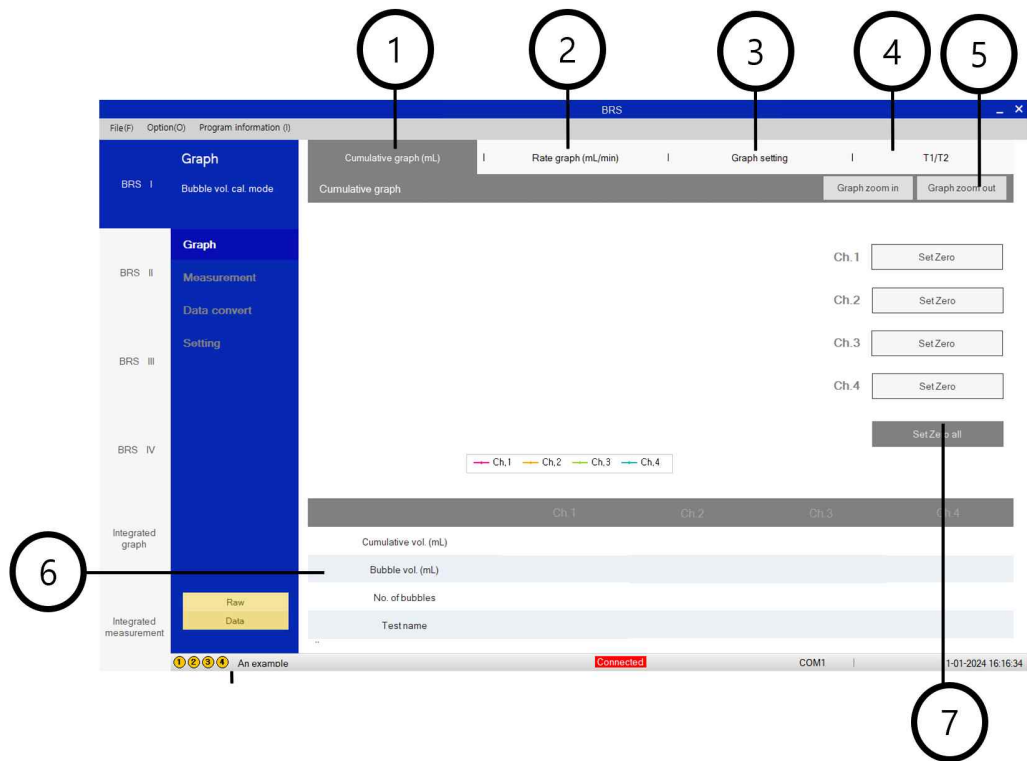 1
2
3
4
5
BRS
File(F) Option(O) Program information (I)
Graph
BRS I
Bubble vol. cal. mode
Cumulative graph (mL) | Rate graph (mL/min) | Graph setting | T1/T2
Cumulative graph
Graph zoom in
Graph zoom out
Graph
Measurement
Data convert
Setting
BRS II
BRS III
BRS IV
Integrated
graph
Integrated
measurement
Ch.1 Set Zero
Ch.2 Set Zero
Ch.3 Set Zero
Ch.4 Set Zero
Set Zero all
Ch,1 Ch,2 Ch,3 Ch,4
Ch.1 Ch.2 Ch.3 Ch.4
Cumulative vol. (mL)
Bubble vol. (mL)
No. of bubbles
Test name
6
Raw
Data
1 2 3 4 An example Connected COM1 | 1-01-2024 16:16:34
7